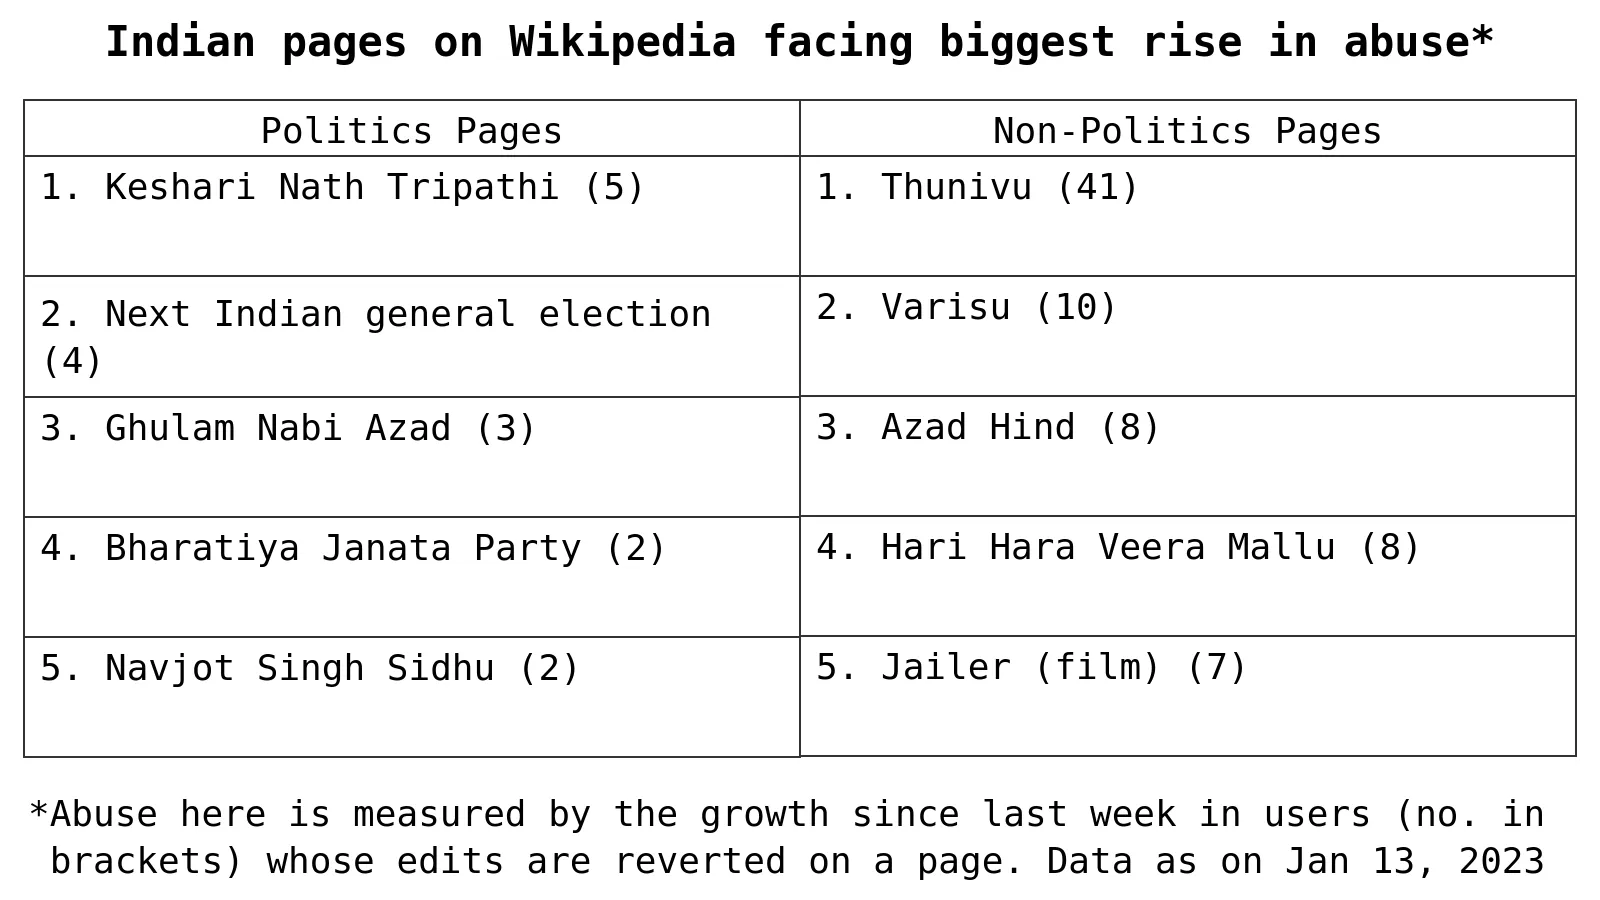 Indian pages on Wikipedia facing biggest rise in abuse*
Politics Pages
Non-Politics Pages
1. Keshari Nath Tripathi (5)
1. Thunivu (41)
2. Next Indian general election
(4)
2. Varisu (10)
3. Ghulam Nabi Azad (3)
3. Azad Hind (8)
4. Bharatiya Janata Party (2)
4. Hari Hara Veera Mallu (8)
5. Navjot Singh Sidhu (2)
5. Jailer (film) (7)
*Abuse here is measured by the growth since last week in users (no. in
brackets) whose edits are reverted on a page. Data as on Jan 13, 2023